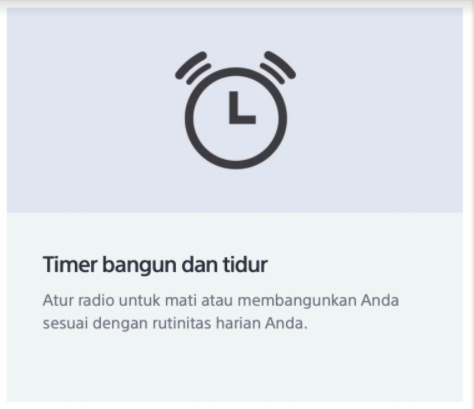 Timer bangun dan tidur
Atur radio untuk mati atau membangunkan Anda
sesuai dengan rutinitas harian Anda.